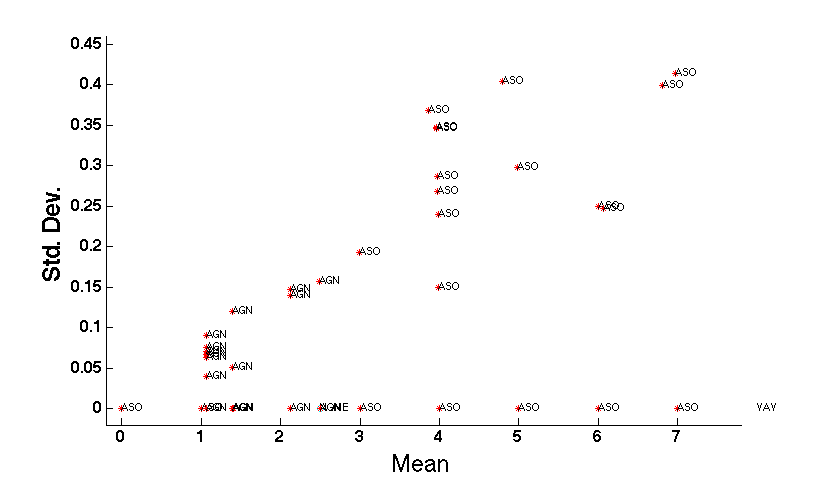 0.45
ASO
0.4 ASO ASO
ASO
0.35 ASO
0.3 ASO
ASO
ASO
0.25 ASO ASO
ASO
0.2 ASO
AGN
0.15 AGN ASO
AGN
AGN
0.1
AGN
AGN
AGN
0.05 AGN
AGN
0 ASO ASO AGN AGN ASO ASO ASO ASO ASO
0 1 2 3 4 5 6 7
Mean
Std. Dev.